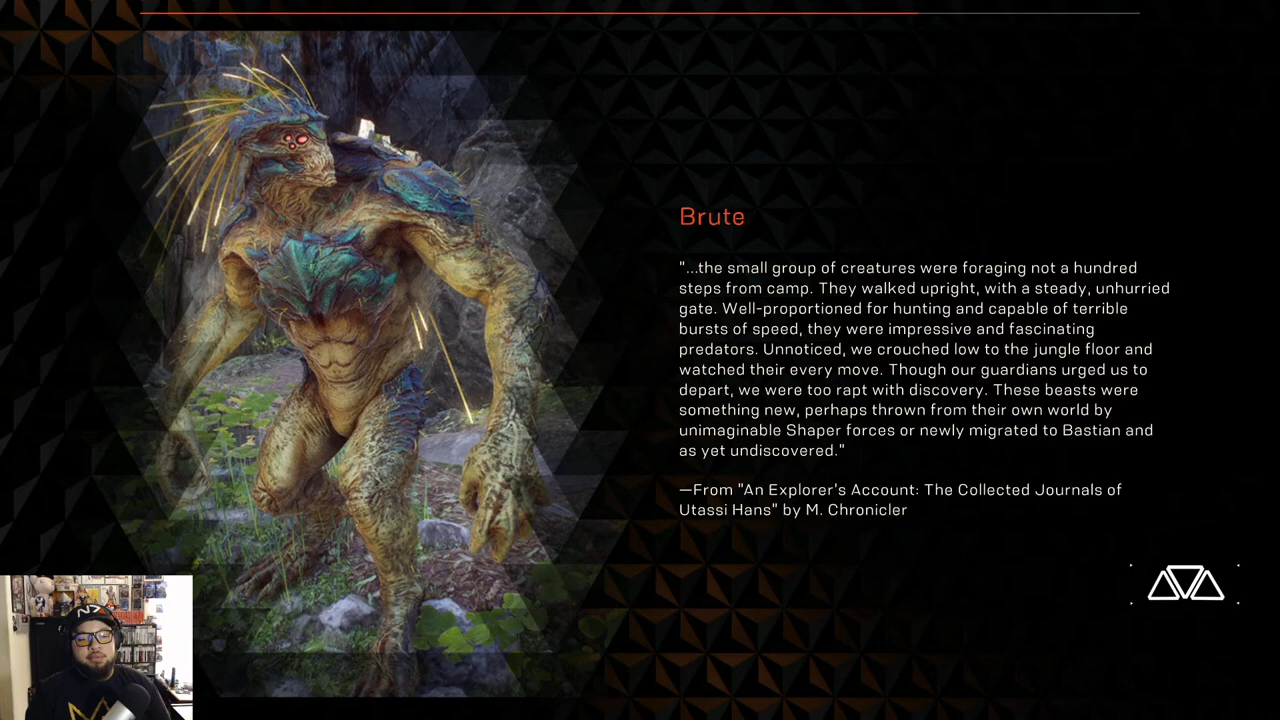 Brute
"...the small group of creatures were foraging not a hundred
steps from camp. They walked upright, with a steady, unhurried
gate. Well-proportioned for hunting and capable of terrible
bursts of speed, they were impressive and fascinating
predators. Unnoticed, we crouched low to the jungle floor and
watched their every move. Though our guardians urged us to
depart, we were too rapt with discovery. These beasts were
something new, perhaps thrown from their own world by
unimaginable Shaper forces or newly migrated to Bastian and
as yet undiscovered."
—From "An Explorer's Account: The Collected Journals of
Utassi Hans" by M. Chronicler
N7